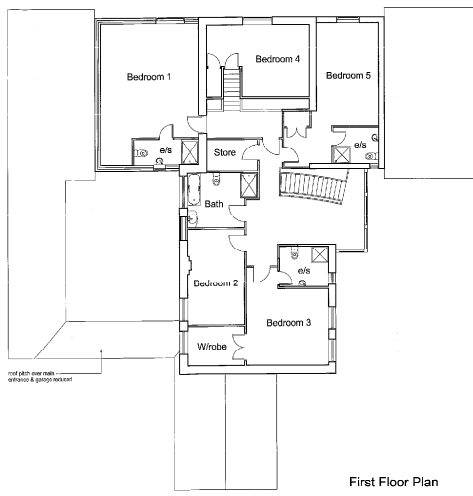 Bedroom 4
Bedroom 1
Bedroom 5
e/s
e/s
Store
Bath
e/s
Bedroom 2
Bedroom 3
W/robe
roof pitch over main
entrance & garage reduced
First Floor Plan